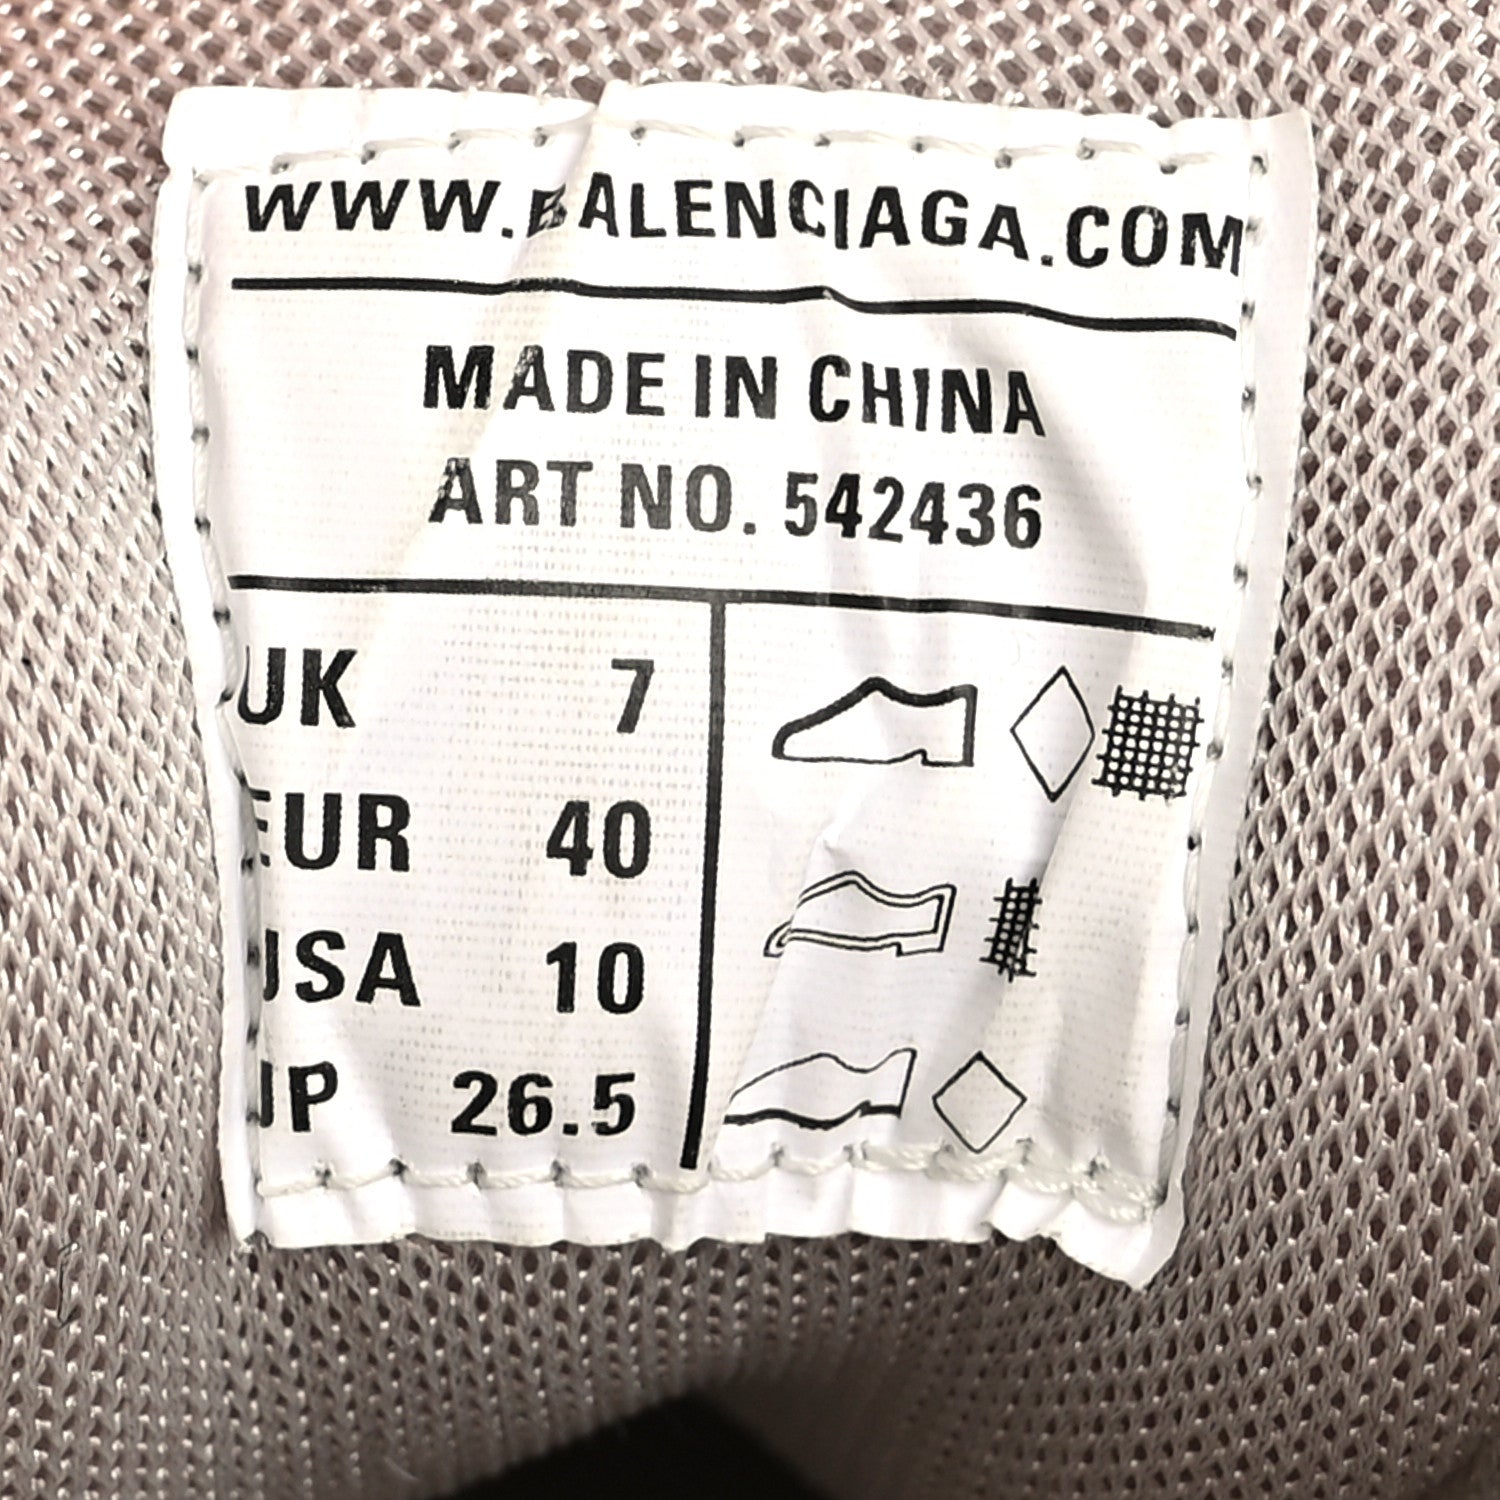 WWW.BALENCIAGA.COM
MADE IN CHINA
ART NO. 542436
UK 7
EUR 40
USA 10
JP 26.5